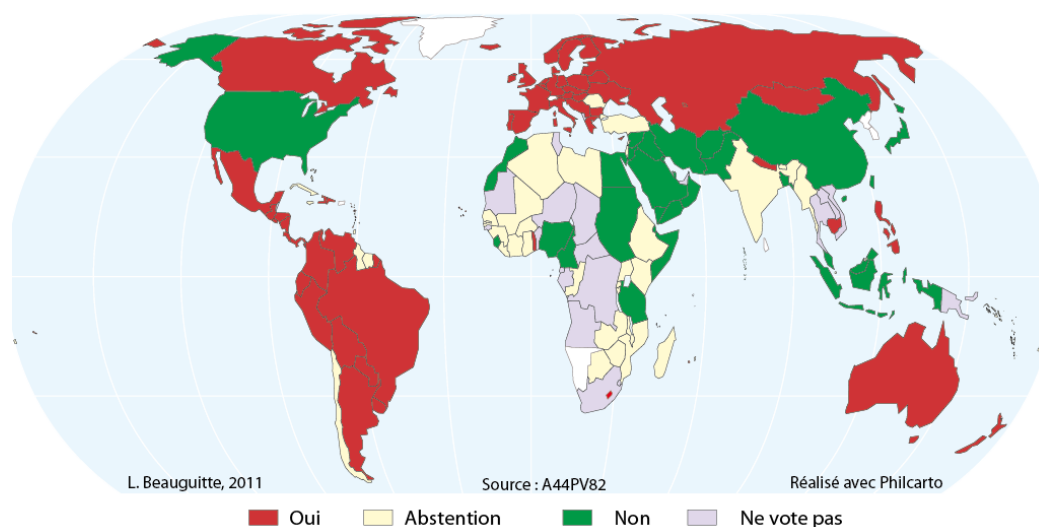 L. Beauguitte, 2011 Source : A44PV82 Réalisé avec Philcarto
Oui Abstention Non Ne vote pas